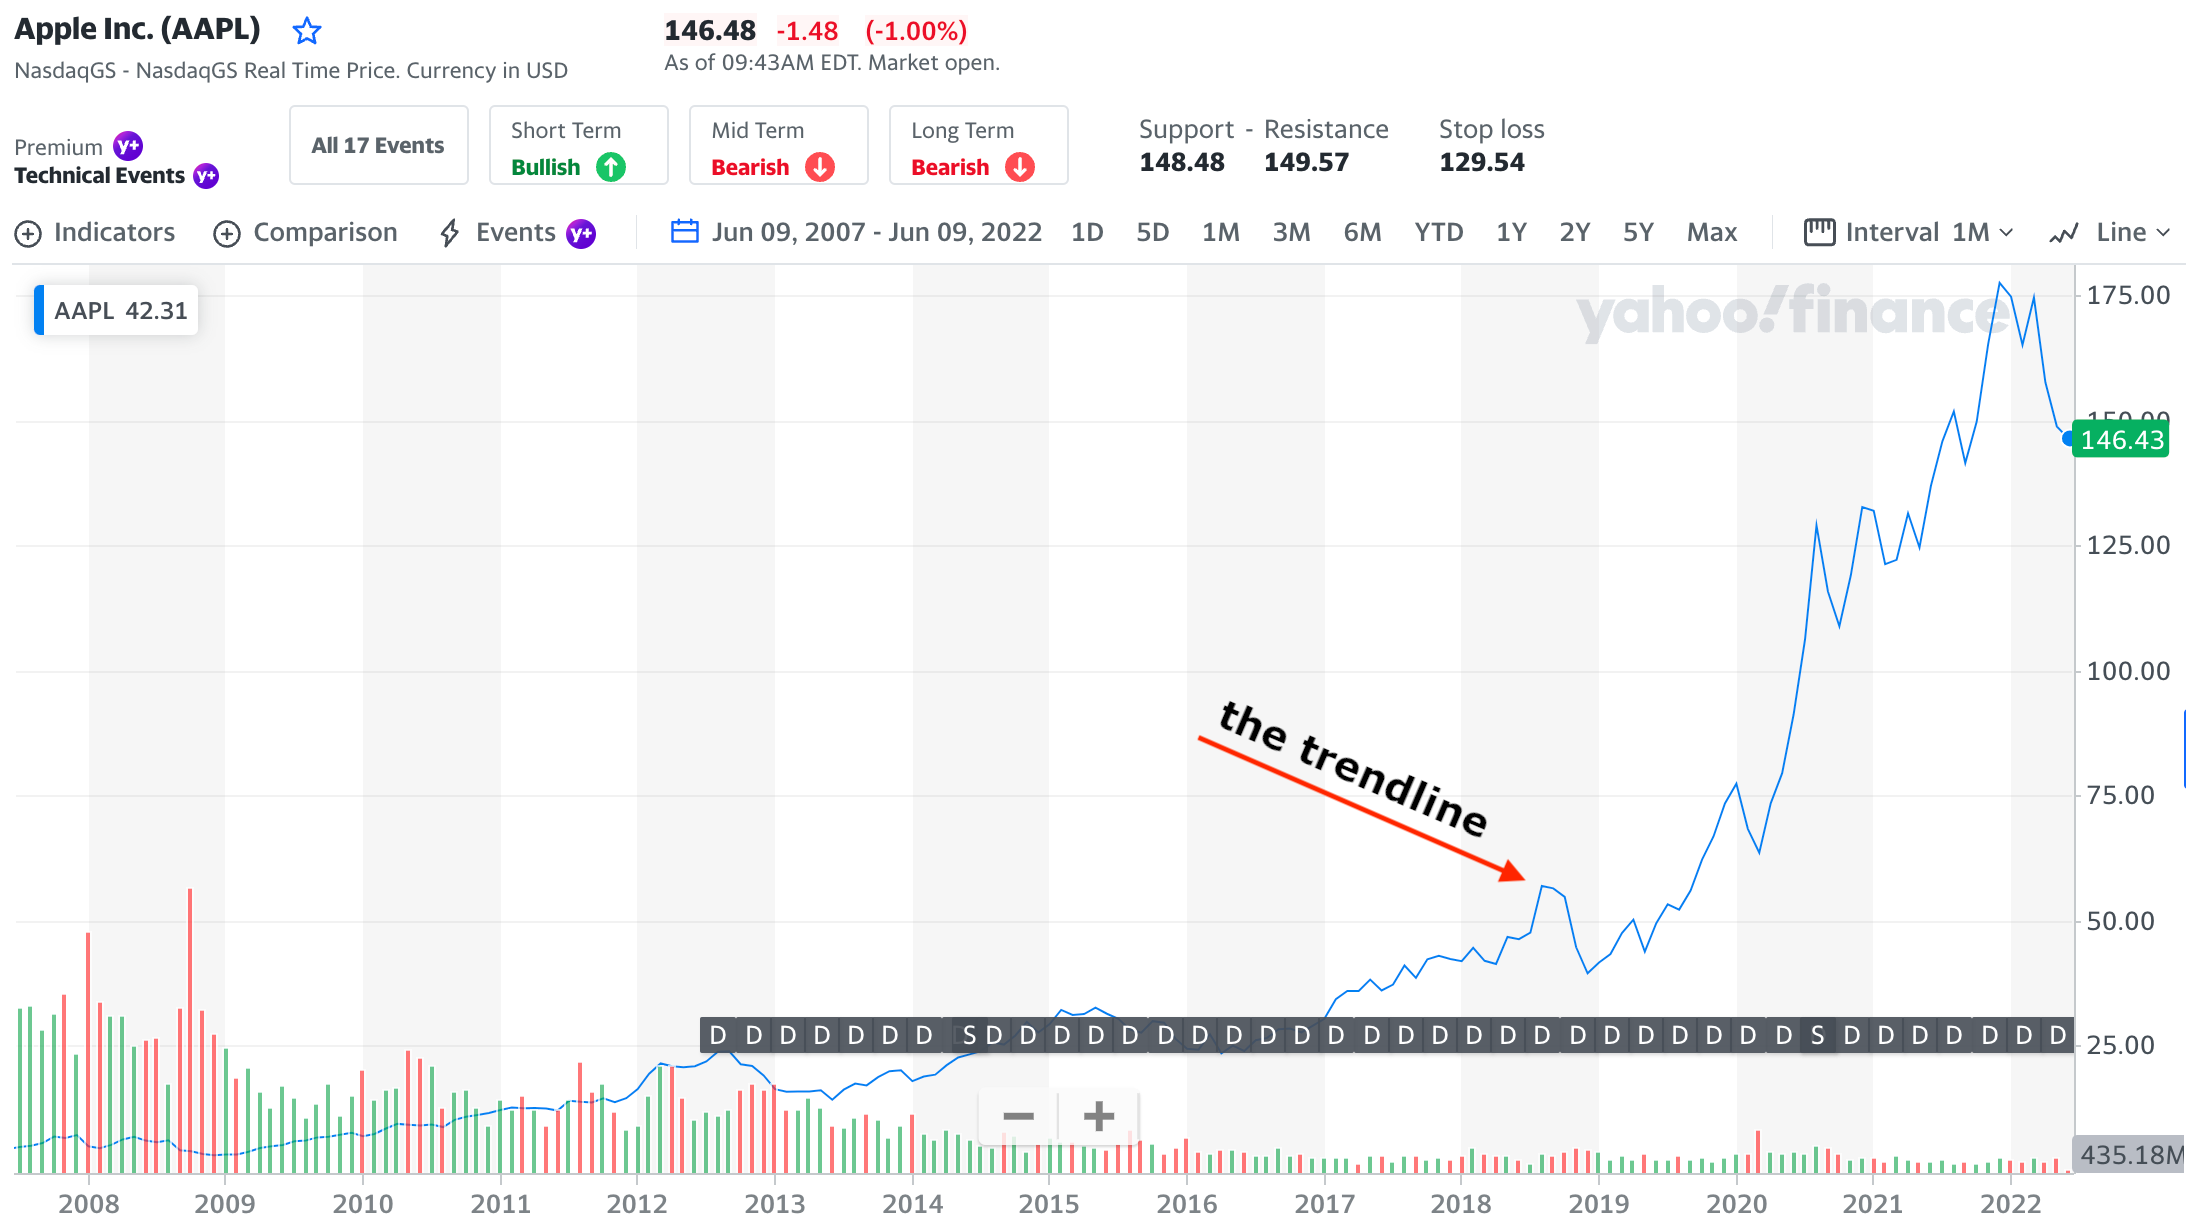 Apple Inc. (AAPL)
146.48 -1.48 (-1.00%)
NasdaqGS - NasdaqGS Real Time Price. Currency in USD
As of 09:43AM EDT. Market open.
Premium y+
Technical Events y+
All 17 Events
Short Term
Bullish
Mid Term
Bearish
Long Term
Bearish
Support - Resistance
148.48 149.57
Stop loss
129.54
Indicators Comparison Events y+ Jun 09, 2007 - Jun 09, 2022 1D 5D 1M 3M 6M YTD 1Y 2Y 5Y Max Interval 1M Line
AAPL 42.31
yahoo!finance
175.00
150.00
146.43
125.00
100.00
75.00
50.00
25.00
435.18M
the trendline
D D D D D D D D S D D D D D D D D D D D D D D D D D D D D D D D S D D D D D D D
2008 2009 2010 2011 2012 2013 2014 2015 2016 2017 2018 2019 2020 2021 2022